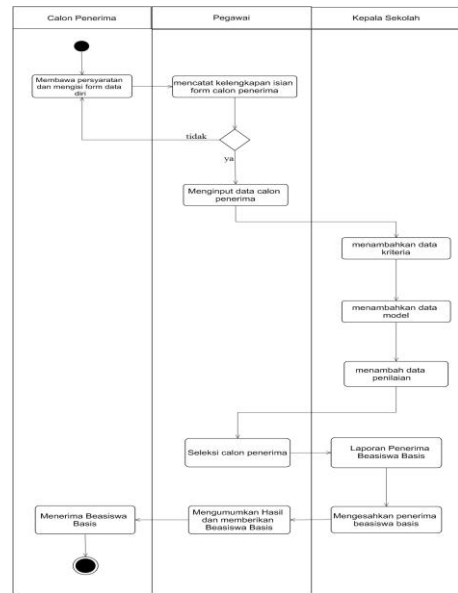 Calon Penerima
Pegawai
Kepala Sekolah
Membawa persyaratan
dan mengisi form data
diri
mencatat kelengkapan isian
form calon penerima
tidak
ya
Menginput data calon
penerima
menambahkan data
kriteria
menambahkan data
model
menambah data
penilaian
Seleksi calon penerima
Laporan Penerima
Beasiswa Basis
Mengesahkan penerima
beasiswa basis
Mengumumkan Hasil
dan memberikan
Beasiswa Basis
Menerima Beasiswa
Basis